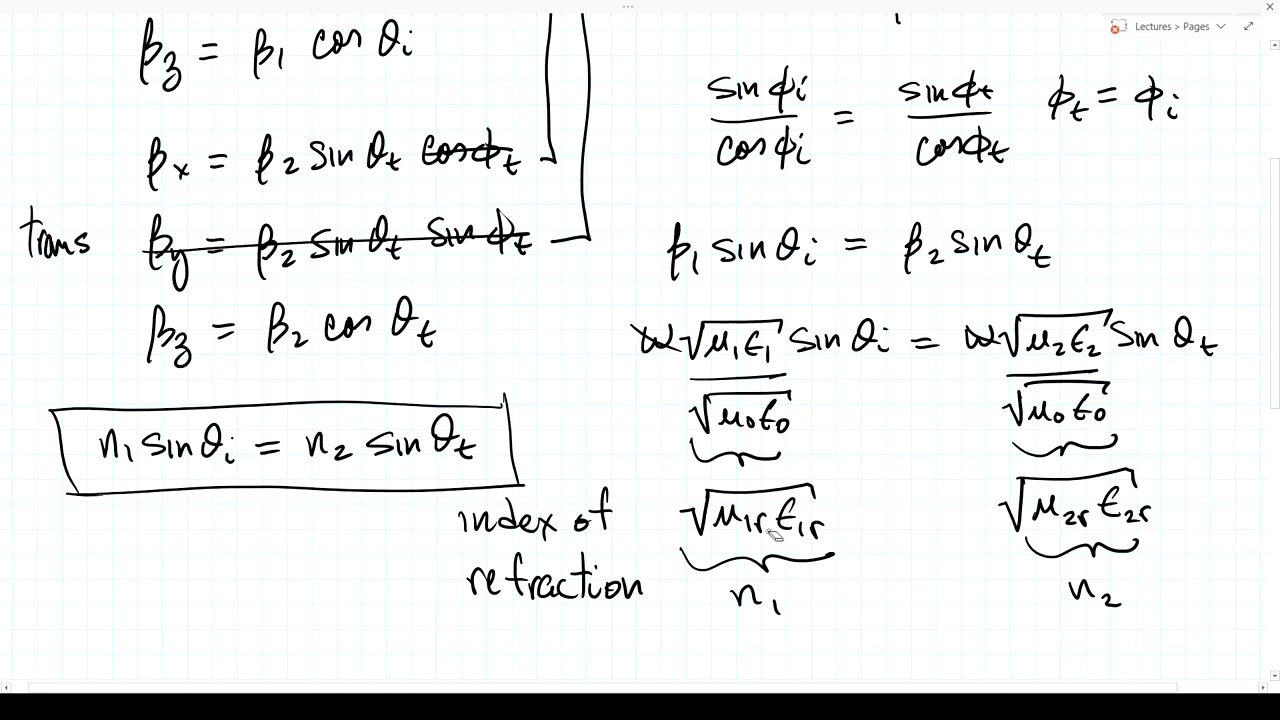 Lectures > Pages
βz = β1 cos θi
βx = β2 sin θt cos ϕt
trans βy = β2 sin θt sin ϕt
βz = β2 cos θt
n1 sin θi = n2 sin θt
sin ϕi / cos ϕi = sin ϕt / cos ϕt ϕt = ϕi
β1 sin θi = β2 sin θt
ω√μ1ϵ1 sin θi = ω√μ2ϵ2 sin θt
√μ0ϵ0 √μ0ϵ0
index of √μ1rϵ1r √μ2rϵ2r
refraction n1 n2